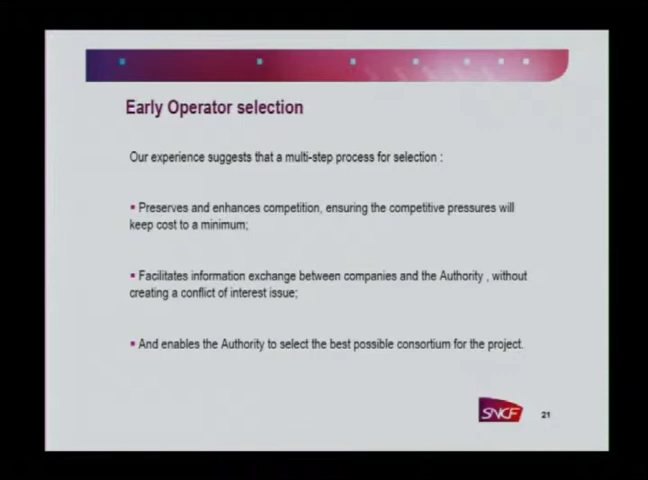 Early Operator selection
Our experience suggests that a multi-step process for selection :
▪ Preserves and enhances competition, ensuring the competitive pressures will
keep cost to a minimum;
▪ Facilitates information exchange between companies and the Authority , without
creating a conflict of interest issue;
▪ And enables the Authority to select the best possible consortium for the project.
SNCF
21